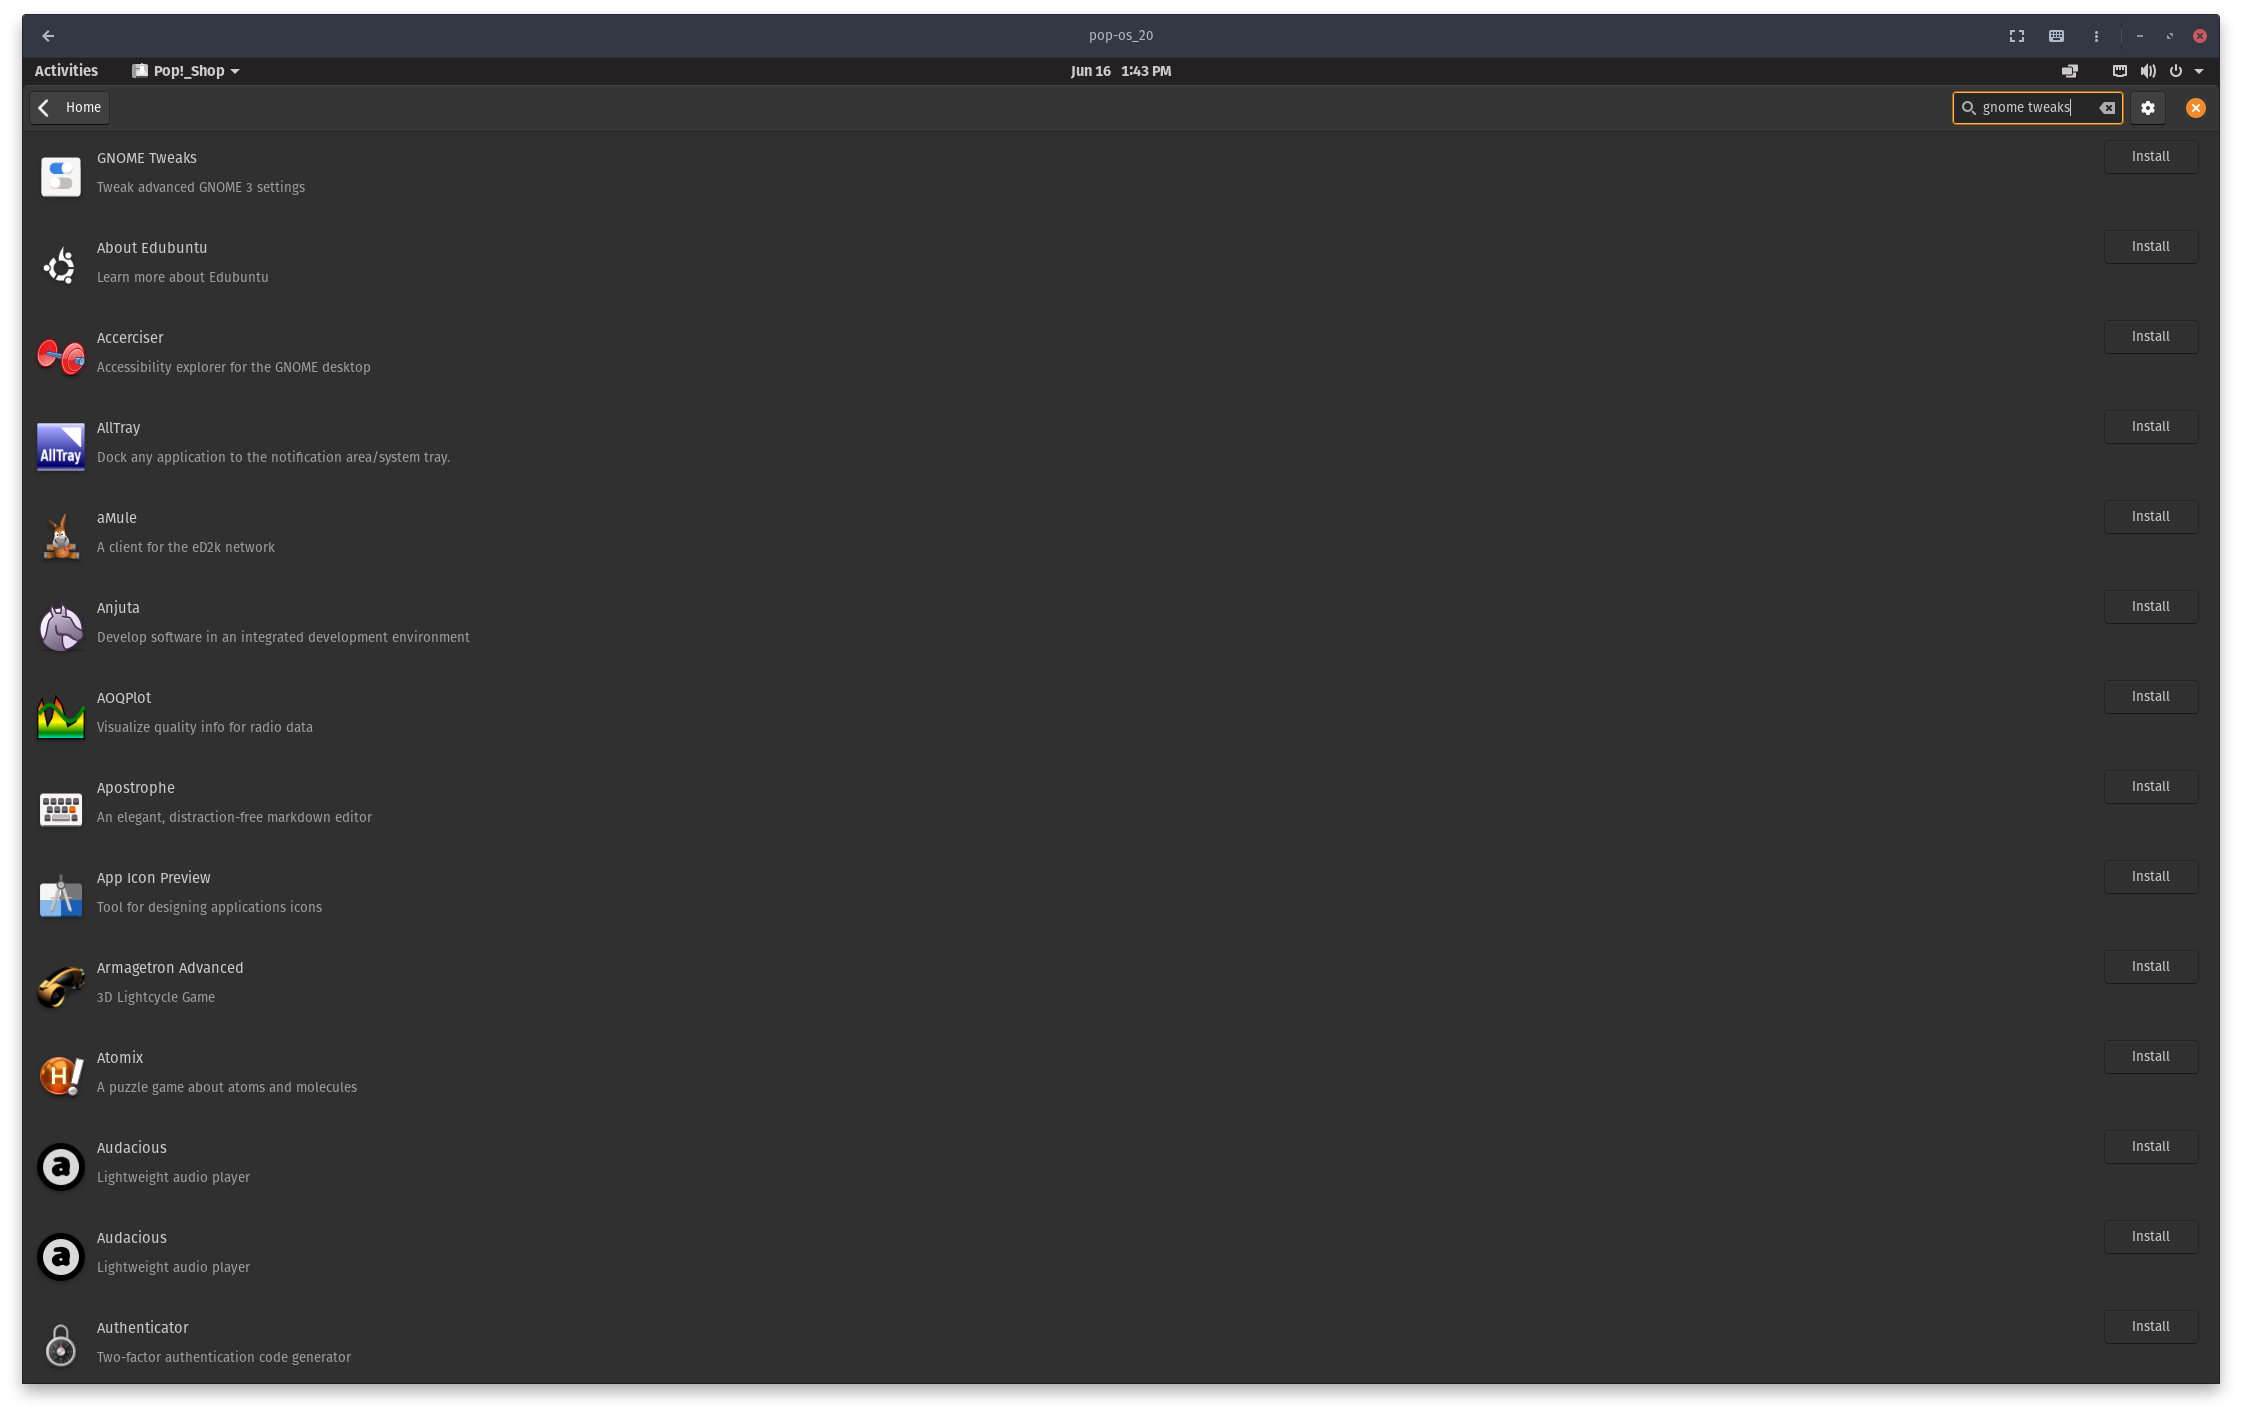 pop-os_20
Activities Pop!_Shop Jun 16 1:43 PM
Home gnome tweaks
GNOME Tweaks Install
Tweak advanced GNOME 3 settings
About Edubuntu Install
Learn more about Edubuntu
Accerciser Install
Accessibility explorer for the GNOME desktop
AllTray Install
AllTray
Dock any application to the notification area/system tray.
aMule Install
A client for the eD2k network
Anjuta Install
Develop software in an integrated development environment
AOQPlot Install
Visualize quality info for radio data
Apostrophe Install
An elegant, distraction-free markdown editor
App Icon Preview Install
Tool for designing applications icons
Armagetron Advanced Install
3D Lightcycle Game
Atomix Install
H!
A puzzle game about atoms and molecules
Audacious Install
a
Lightweight audio player
Audacious Install
a
Lightweight audio player
Authenticator Install
Two-factor authentication code generator